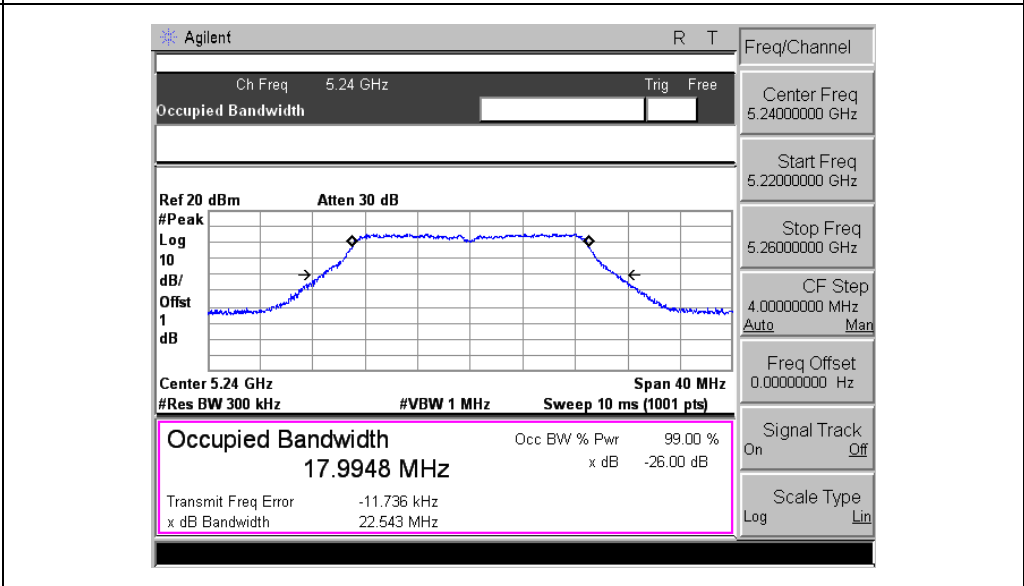 Agilent R T
Ch Freq 5.24 GHz Trig Free
Occupied Bandwidth
Ref 20 dBm Atten 30 dB
#Peak
Log
10
dB/
Offst
1
dB
Center 5.24 GHz Span 40 MHz
#Res BW 300 kHz #VBW 1 MHz Sweep 10 ms (1001 pts)
Occupied Bandwidth Occ BW % Pwr 99.00 %
17.9948 MHz x dB -26.00 dB
Transmit Freq Error -11.736 kHz
x dB Bandwidth 22.543 MHz
Freq/Channel
Center Freq
5.24000000 GHz
Start Freq
5.22000000 GHz
Stop Freq
5.26000000 GHz
CF Step
4.00000000 MHz
Auto Man
Freq Offset
0.00000000 Hz
Signal Track
On Off
Scale Type
Log Lin